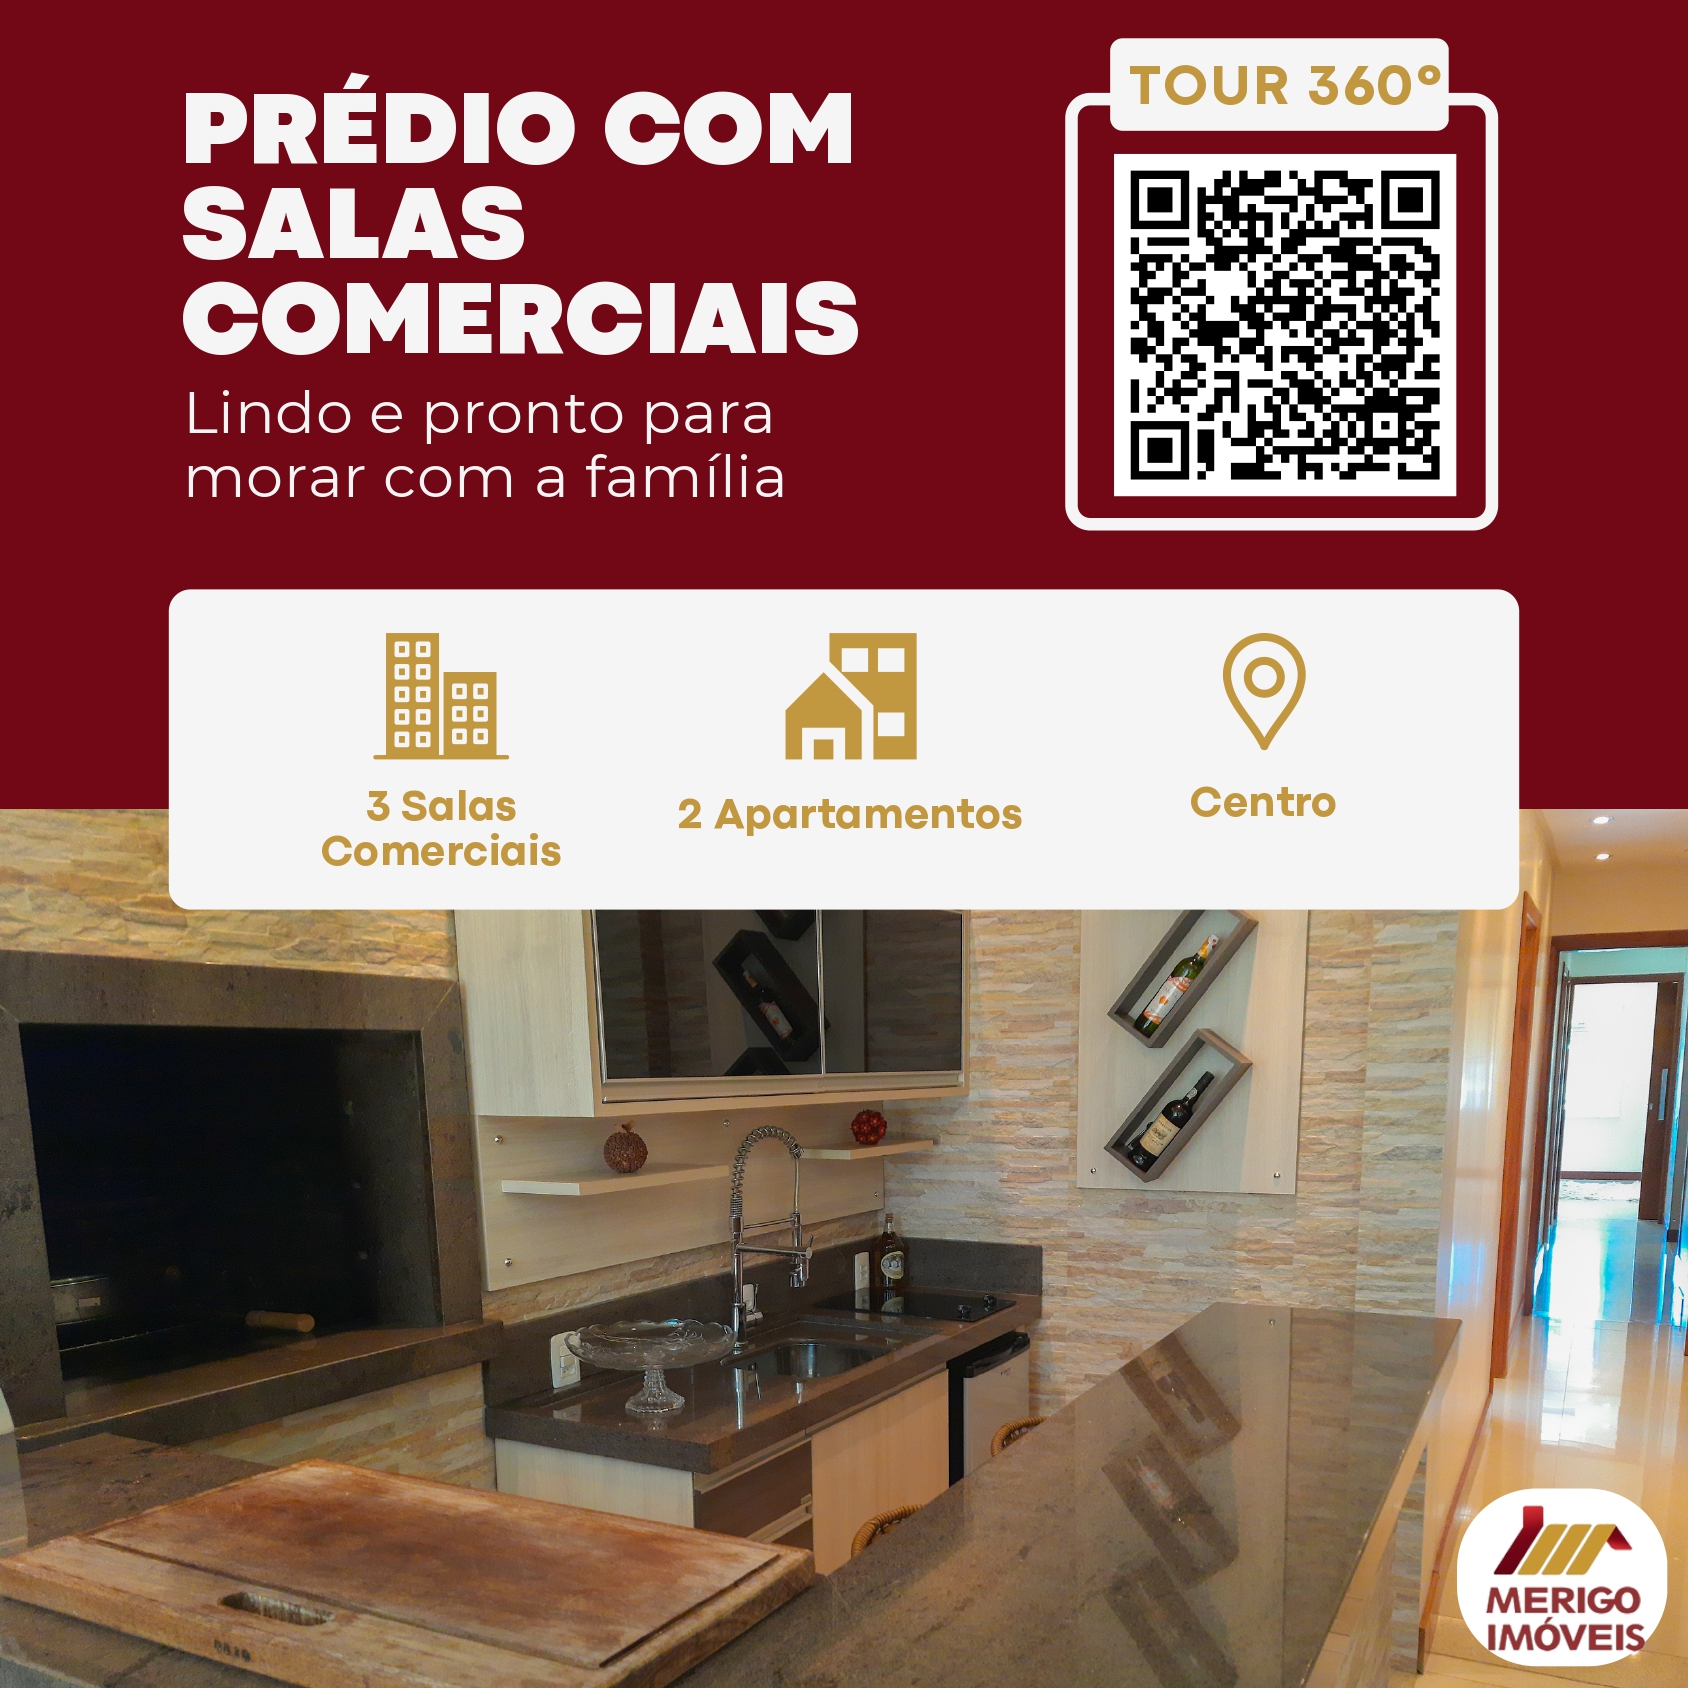 PRÉDIO COM
SALAS
COMERCIAIS
Lindo e pronto para
morar com a família
TOUR 360°
3 Salas
Comerciais
2 Apartamentos
Centro
MERIGO
IMÓVEIS